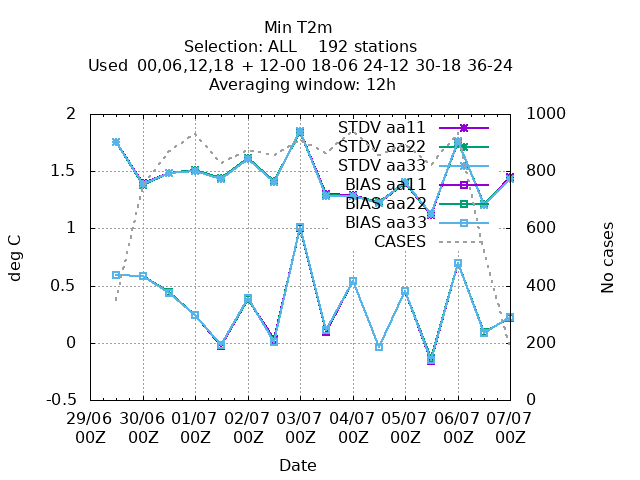 Min T2m
Selection: ALL    192 stations
Used  00,06,12,18 + 12-00 18-06 24-12 30-18 36-24
Averaging window: 12h
2
1.5
1
0.5
0
-0.5
deg C
1000
800
600
400
200
0
No cases
STDV aa11
STDV aa22
STDV aa33
BIAS aa11
BIAS aa22
BIAS aa33
CASES
29/06 30/06 01/07 02/07 03/07 04/07 05/07 06/07 07/07
00Z 00Z 00Z 00Z 00Z 00Z 00Z 00Z 00Z
Date